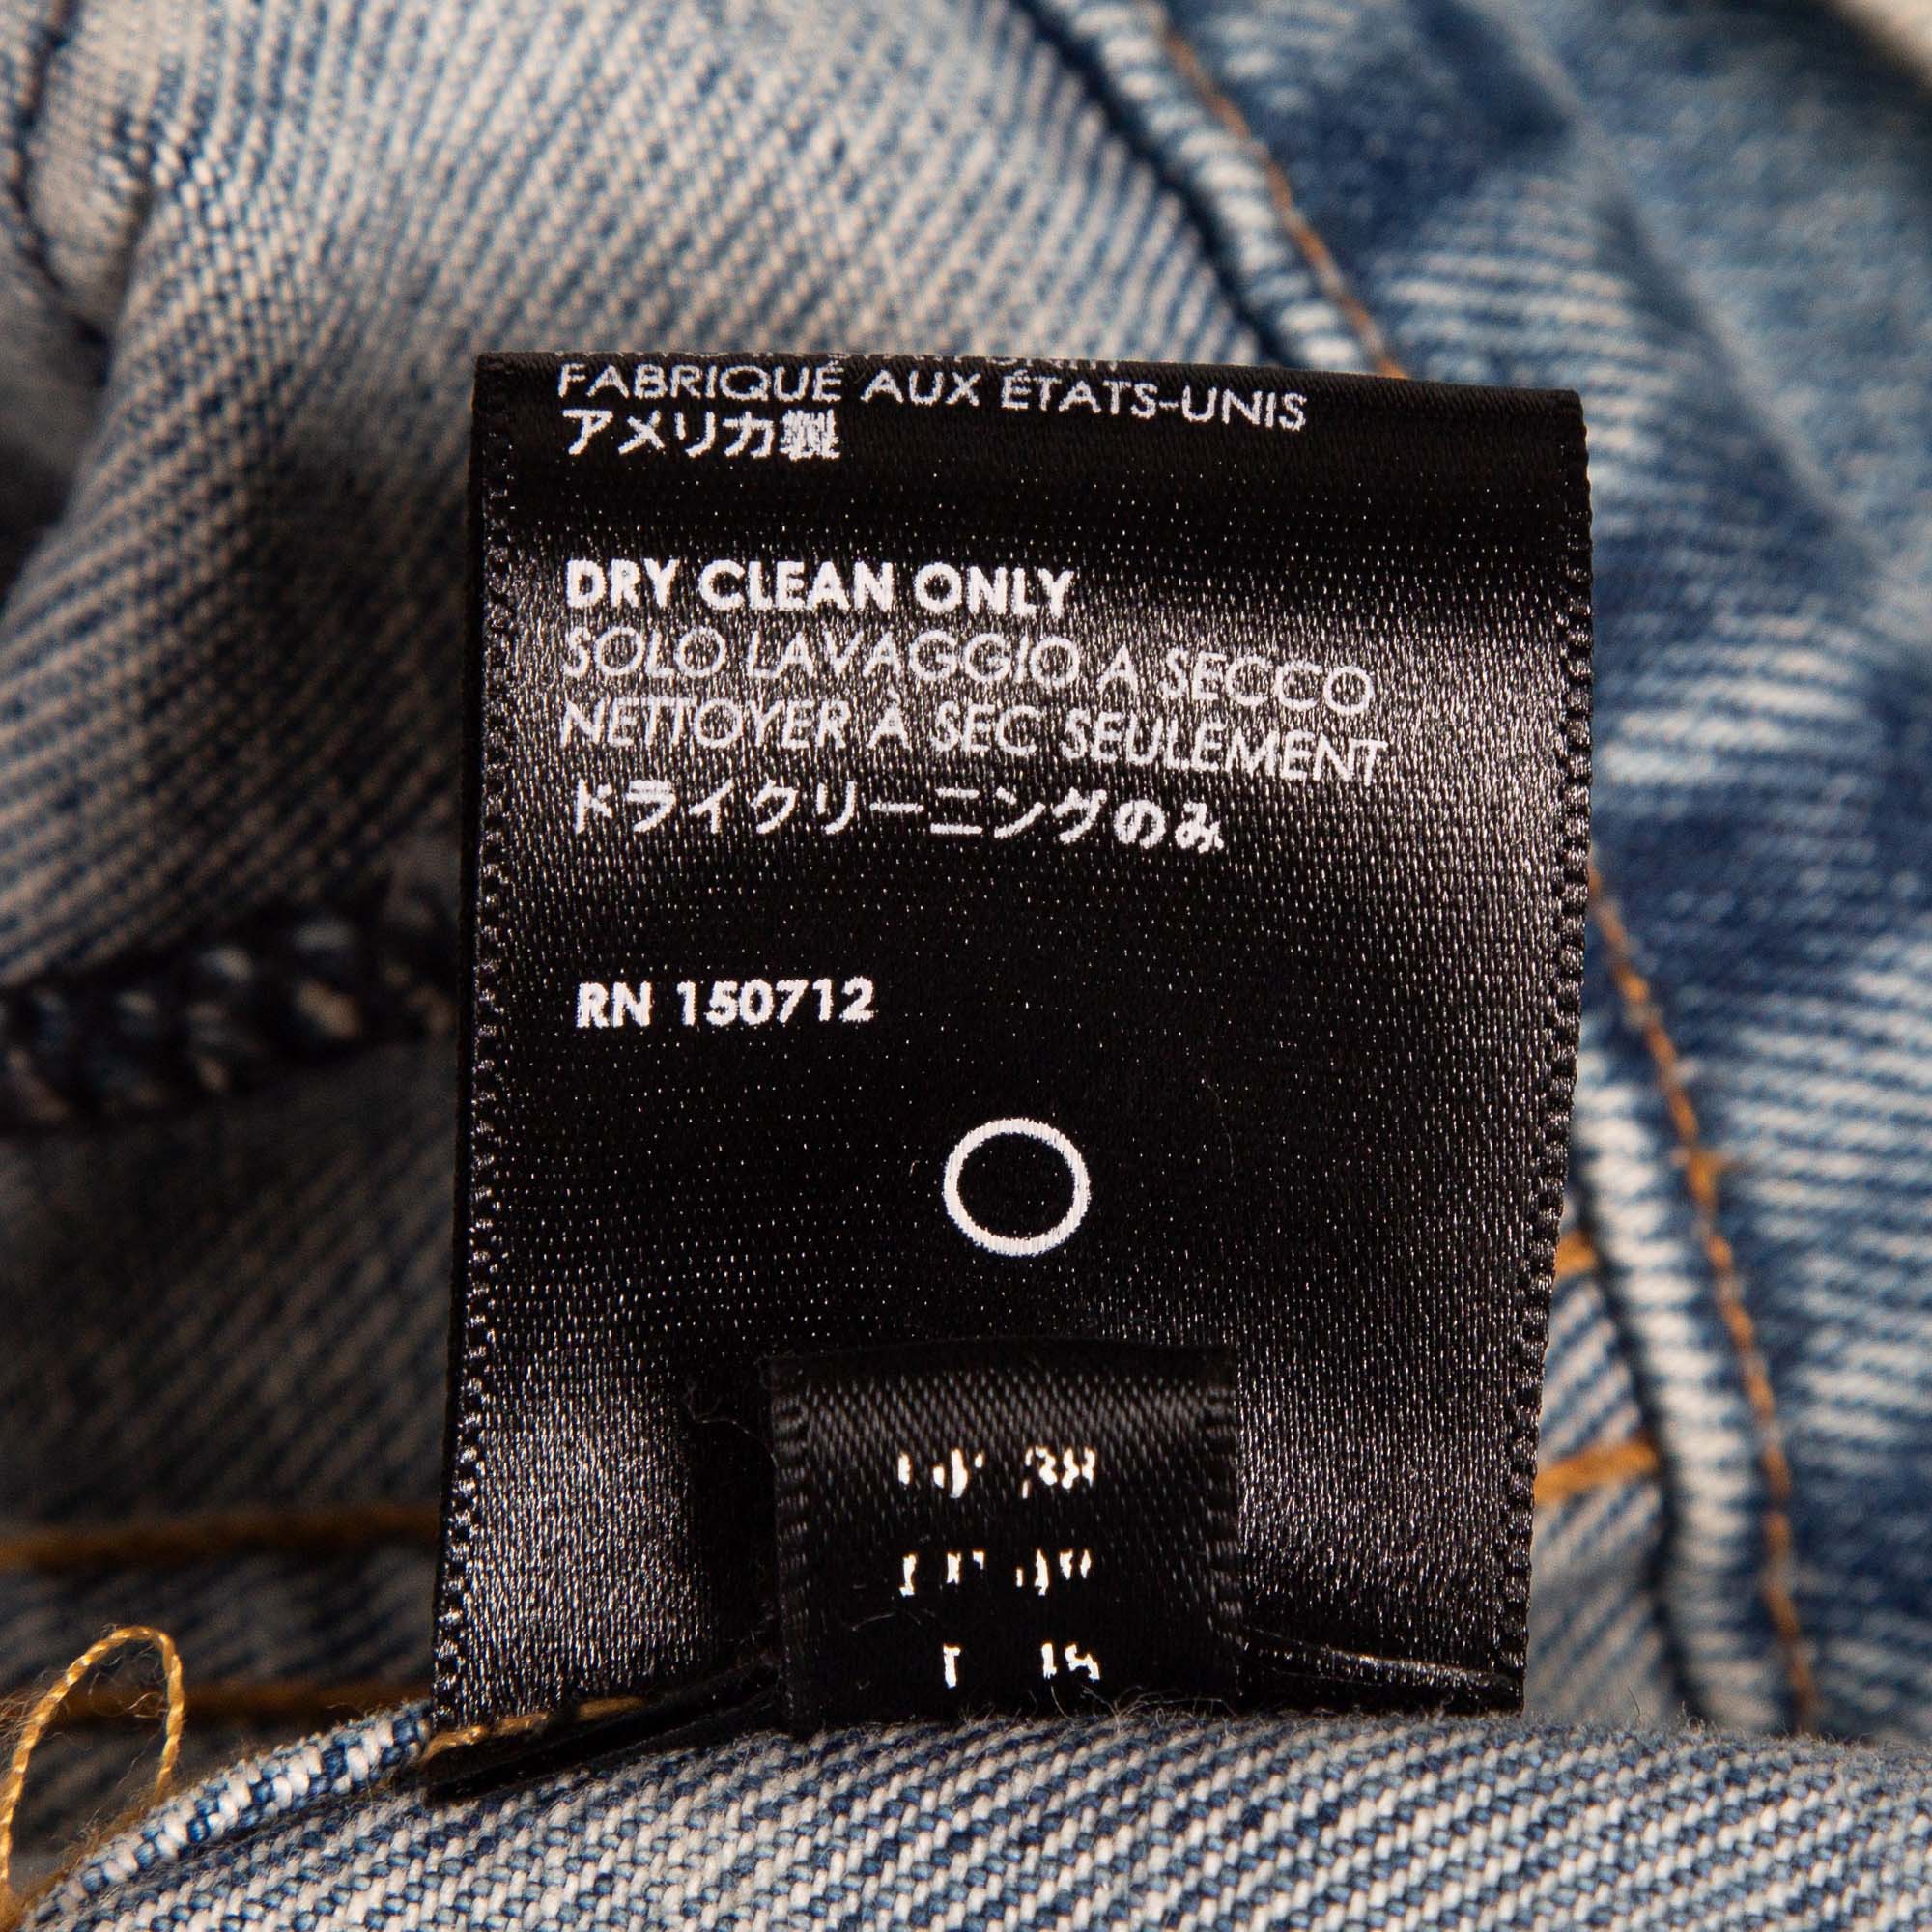 FABRIQUÉ AUX ÉTATS-UNIS
アメリカ製
DRY CLEAN ONLY
SOLO LAVAGGIO A SECCO
NETTOYER À SEC SEULEMENT
ドライクリーニングのみ
RN 150712